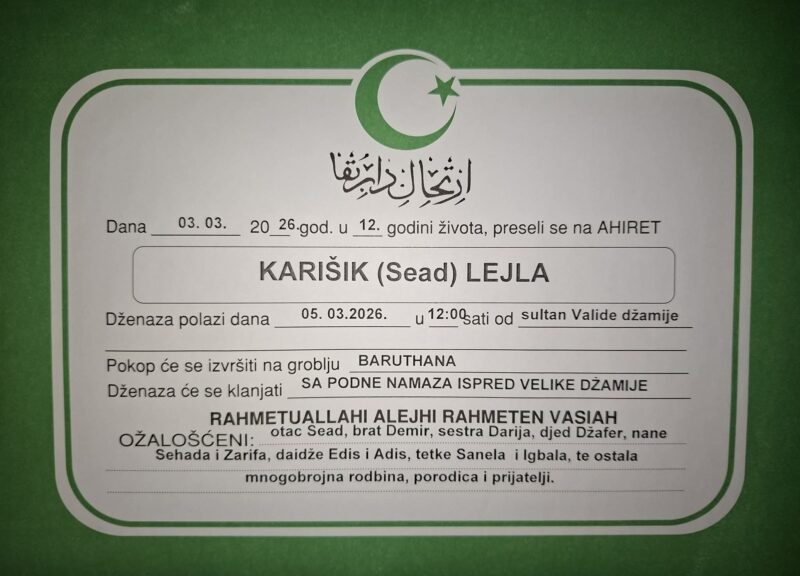 ارتحال دار بقا
Dana 03. 03. 20 26.god. u 12. godini života, preseli se na AHIRET
KARIŠIK (Sead) LEJLA
Dženaza polazi dana 05. 03.2026. u 12:00 sati od sultan Valide džamije
Pokop će se izvršiti na groblju BARUTHANA
Dženaza će se klanjati SA PODNE NAMAZA ISPRED VELIKE DŽAMIJE
RAHMETUALLAHI ALEJHI RAHMETEN VASIAH
OŽALOŠĆENI: otac Sead, brat Demir, sestra Darija, djed Džafer, nane
Sehada i Zarifa, daidže Edis i Adis, tetke Sanela i Igbala, te ostala
mnogobrojna rodbina, porodica i prijatelji.